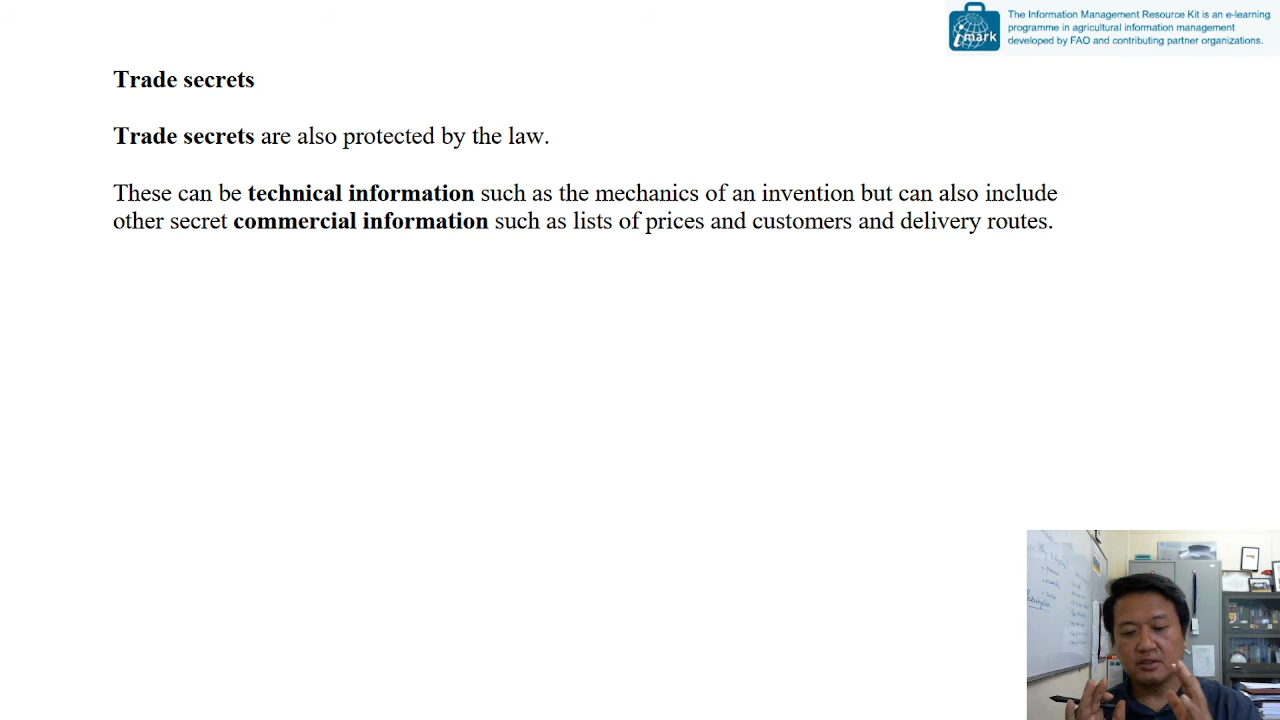 The Information Management Resource Kit is an e-learning
programme in agricultural information management
developed by FAO and contributing partner organizations.
imark
Trade secrets
Trade secrets are also protected by the law.
These can be technical information such as the mechanics of an invention but can also include
other secret commercial information such as lists of prices and customers and delivery routes.